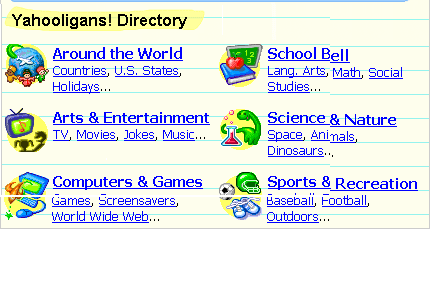 Yahooligans! Directory
Around the World
Countries, U.S. States,
Holidays...
School Bell
Lang. Arts, Math, Social
Studies...
Arts & Entertainment
TV, Movies, Jokes, Music...
Science & Nature
Space, Animals,
Dinosaurs...
Computers & Games
Games, Screensavers,
World Wide Web...
Sports & Recreation
Baseball, Football,
Outdoors...